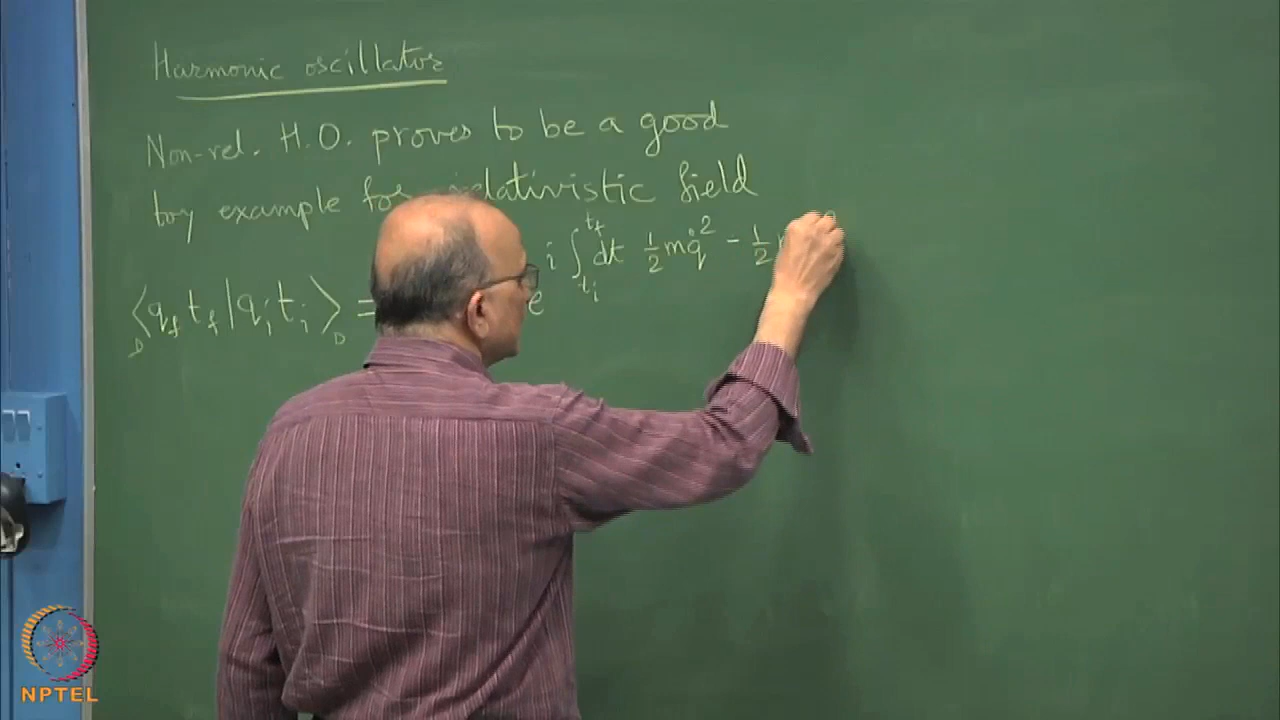 Harmonic oscillator
Non-rel. H.O. proves to be a good
toy example for relativistic field
⟨q_f t_f | q_i t_i⟩_D = e^{i ∫_{t_i}^{t_f} dt ½ m q̇² - ½
D
NPTEL